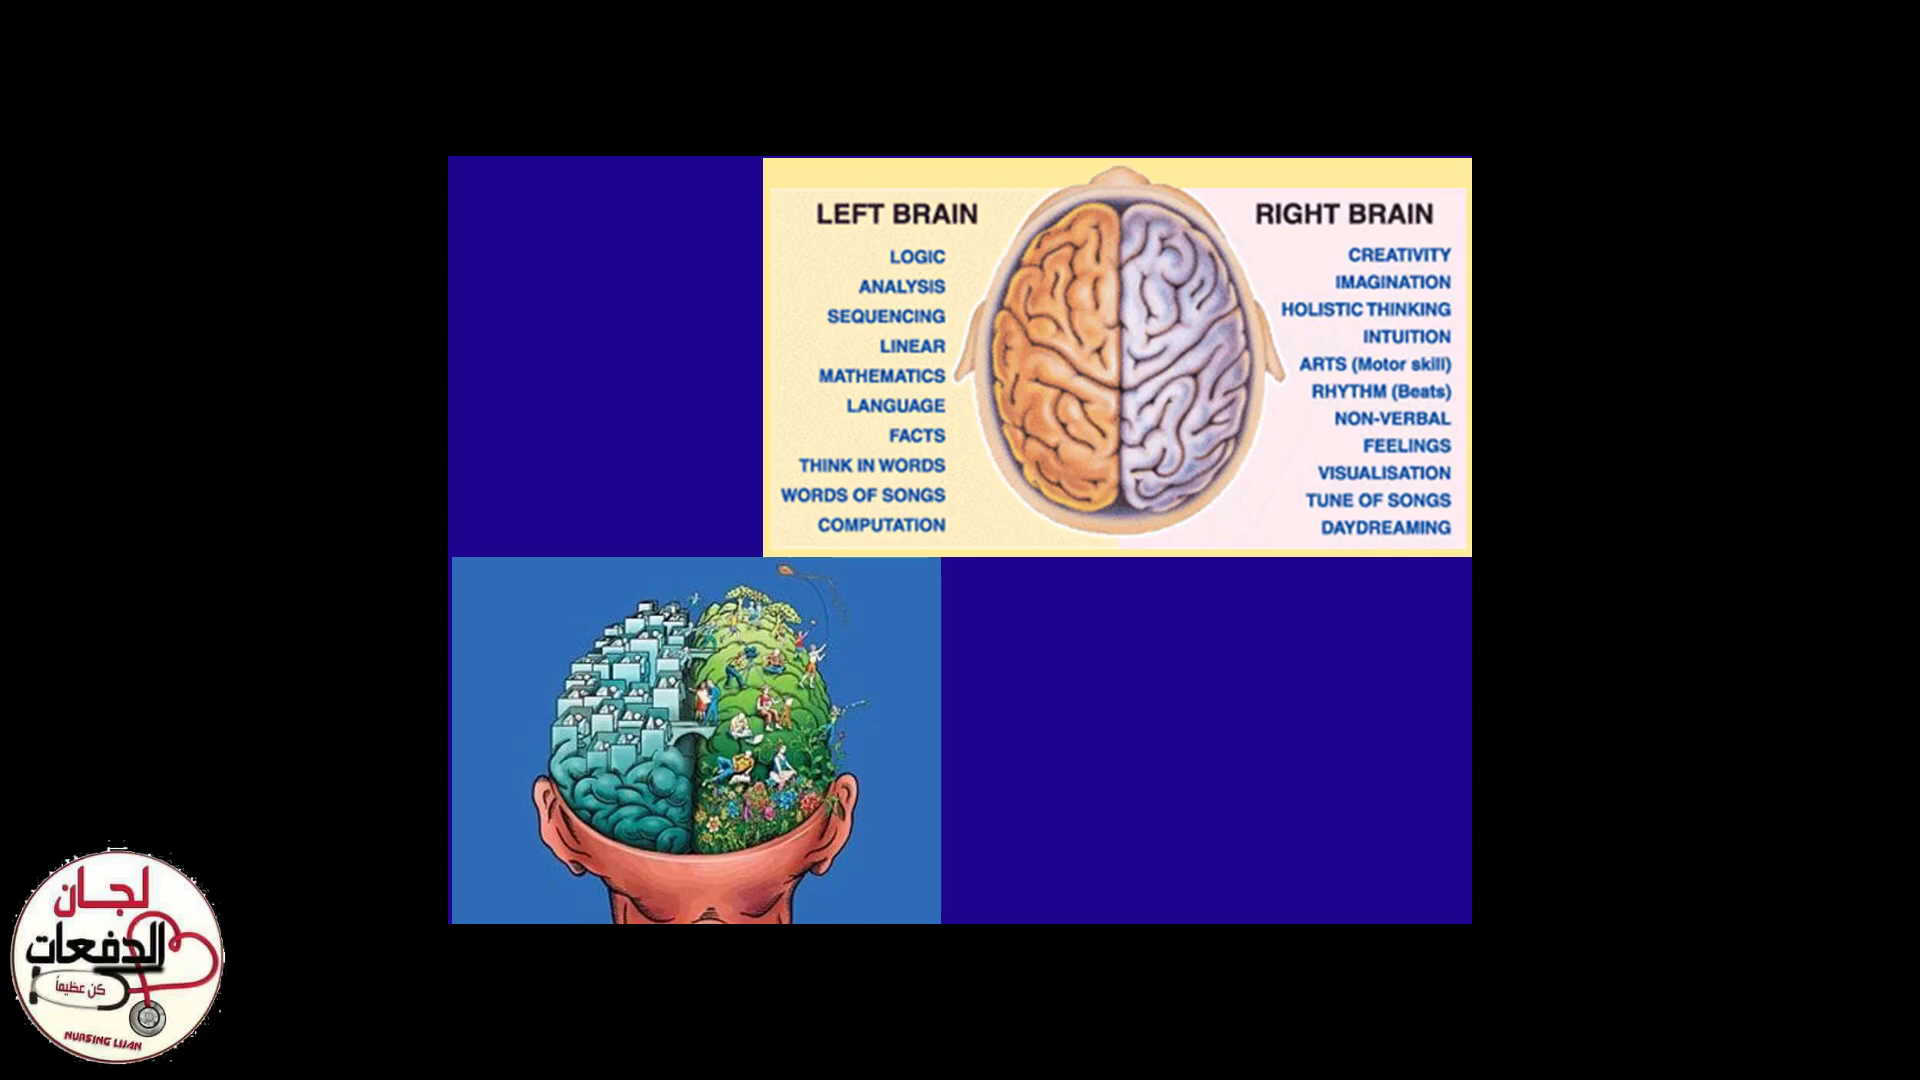 LEFT BRAIN
LOGIC
ANALYSIS
SEQUENCING
LINEAR
MATHEMATICS
LANGUAGE
FACTS
THINK IN WORDS
WORDS OF SONGS
COMPUTATION
RIGHT BRAIN
CREATIVITY
IMAGINATION
HOLISTIC THINKING
INTUITION
ARTS (Motor skill)
RHYTHM (Beats)
NON-VERBAL
FEELINGS
VISUALISATION
TUNE OF SONGS
DAYDREAMING
لجان
الدفعات
كن عظيماً
NURSING LIJAN